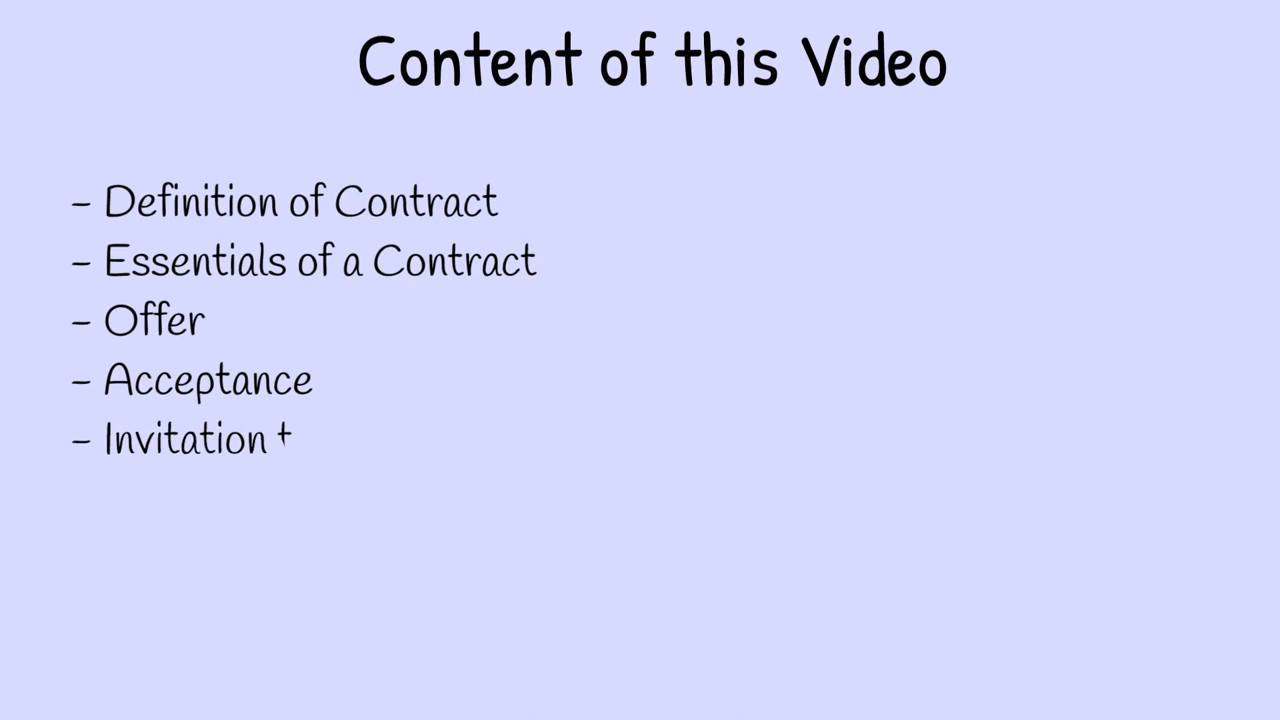 Content of this Video
- Definition of Contract
- Essentials of a Contract
- Offer
- Acceptance
- Invitation